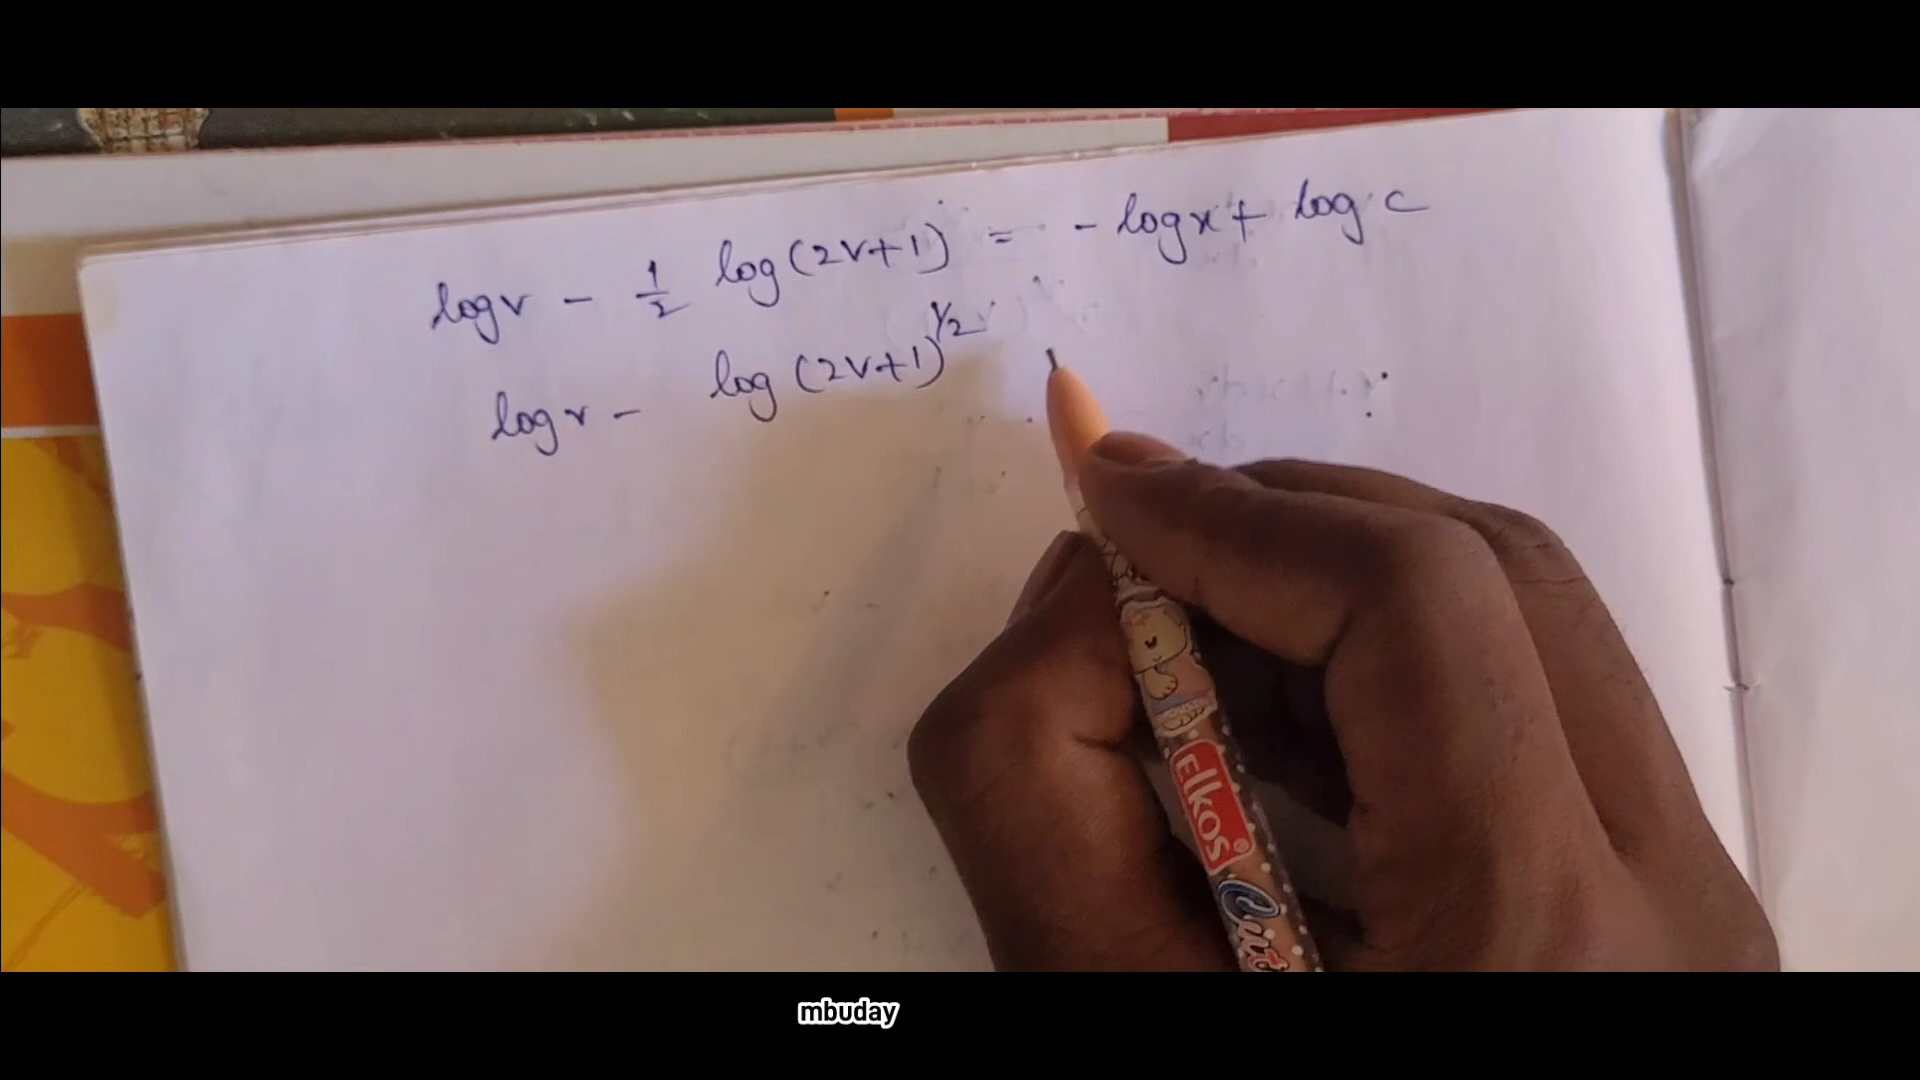 log v - 1/2 log (2v+1) = - log x + log c
log v - log (2v+1)^1/2
Elkos
mbuday